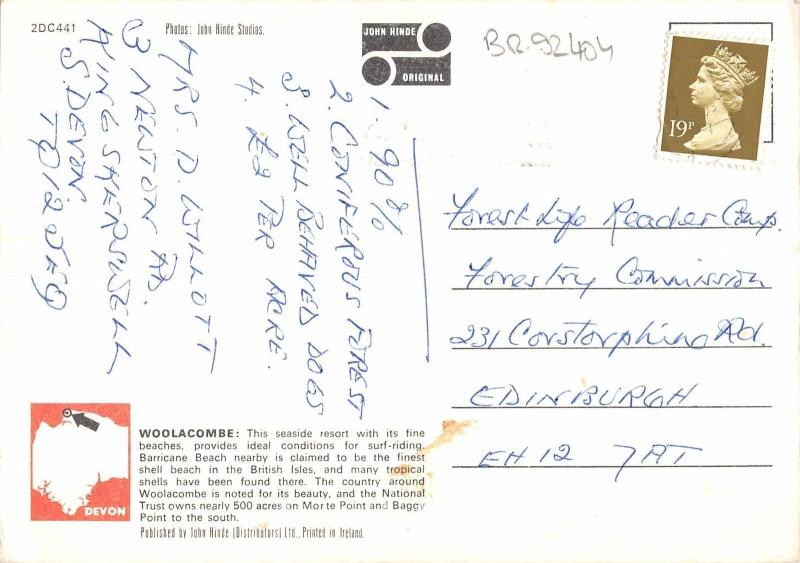 2DC441
Photos: John Hinde Studios.
JOHN HINDE
ORIGINAL
BR.92404
19P
1. 90%
2. CONIFEROUS FOREST
3. WELL BEHAVED DOGS
4. £2 PER ACRE.
MRS. D. WILLOTT
83 NEWTON RD.
KINGSKERSWELL
S. DEVON
TQ12 5EQ
Forest Life Reader Comp.
Forestry Commission
231 Corstorphine Rd.
EDINBURGH
EH12 7AT
WOOLACOMBE: This seaside resort with its fine
beaches, provides ideal conditions for surf-riding.
Barricane Beach nearby is claimed to be the finest
shell beach in the British Isles, and many tropical
shells have been found there. The country around
Woolacombe is noted for its beauty, and the National
Trust owns nearly 500 acres on Morte Point and Baggy
Point to the south.
Published by John Hinde (Distributors) Ltd., Printed in Ireland.
DEVON